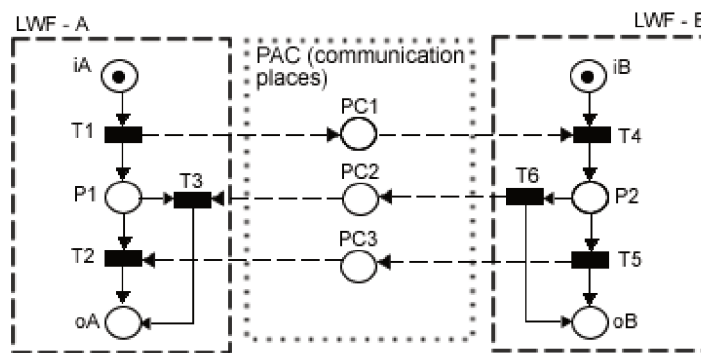 LWF - A
LWF - B
PAC (communication
places)
iA
iB
PC1
T1
T4
T3
PC2
T6
P1
P2
PC3
T2
T5
oA
oB